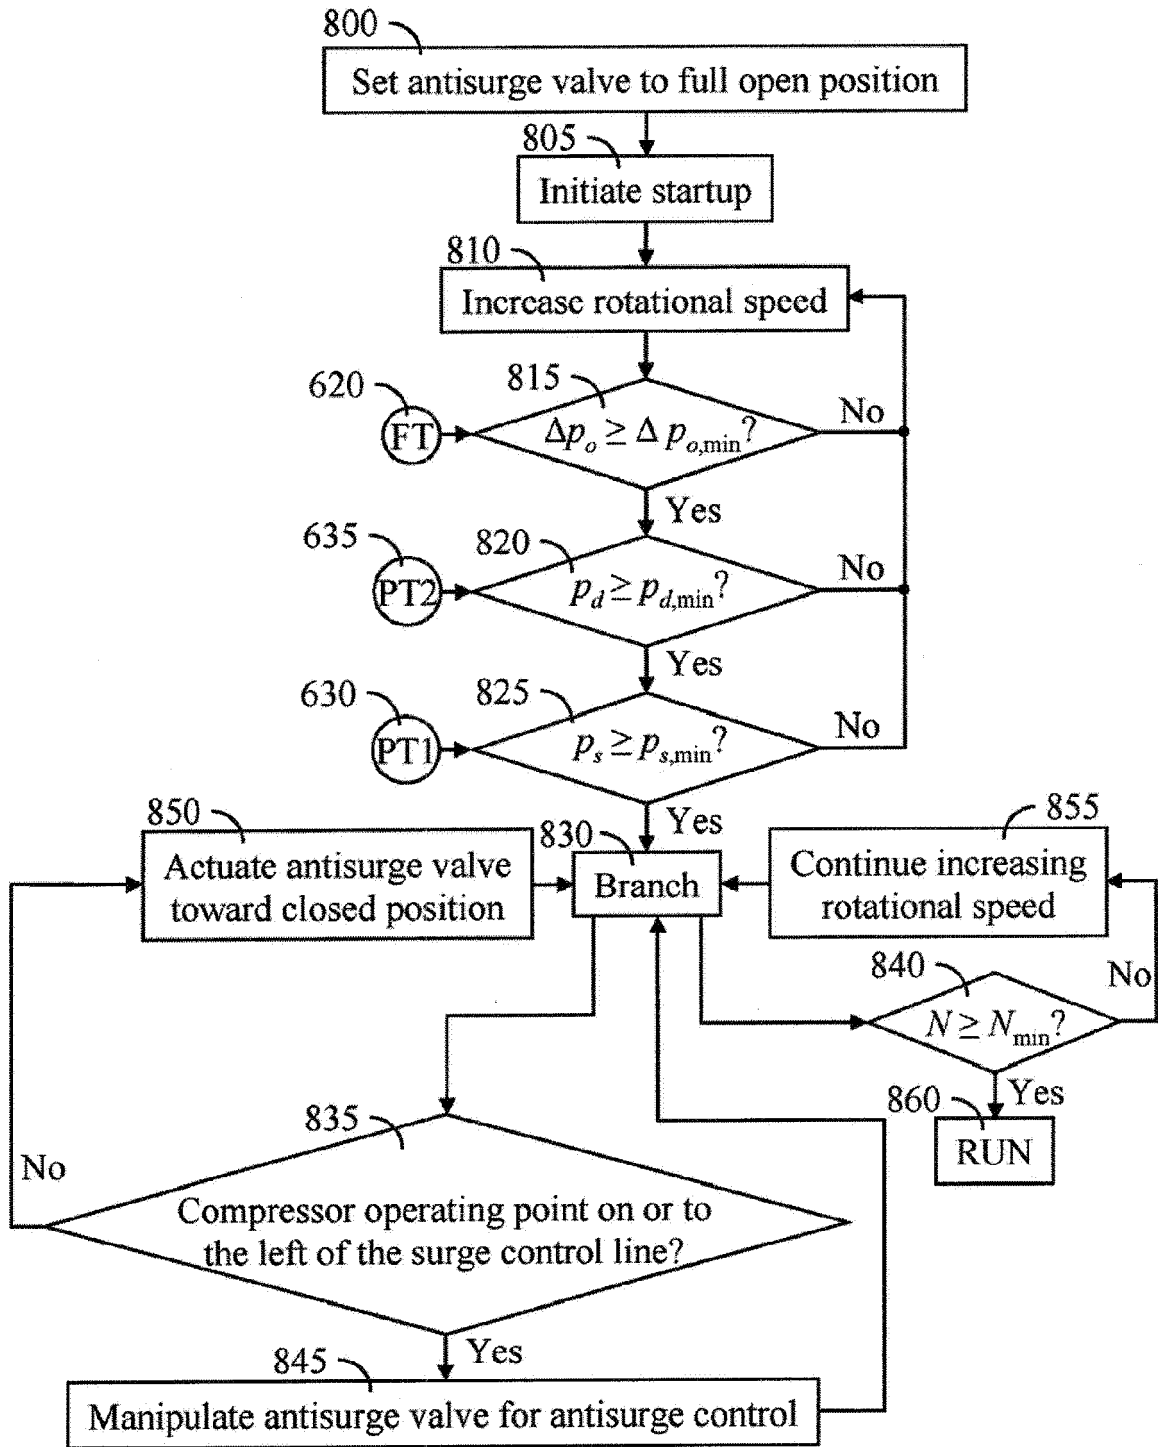 800
Set antisurge valve to full open position
805
Initiate startup
810
Increase rotational speed
620
FT
815
Δp_o ≥ Δ p_o,min?
No
Yes
635
PT2
820
p_d ≥ p_d,min?
No
Yes
630
PT1
825
p_s ≥ p_s,min?
No
Yes
850
Actuate antisurge valve
toward closed position
830
Branch
855
Continue increasing
rotational speed
840
N ≥ N_min?
No
Yes
860
RUN
835
Compressor operating point on or to
the left of the surge control line?
No
Yes
845
Manipulate antisurge valve for antisurge control